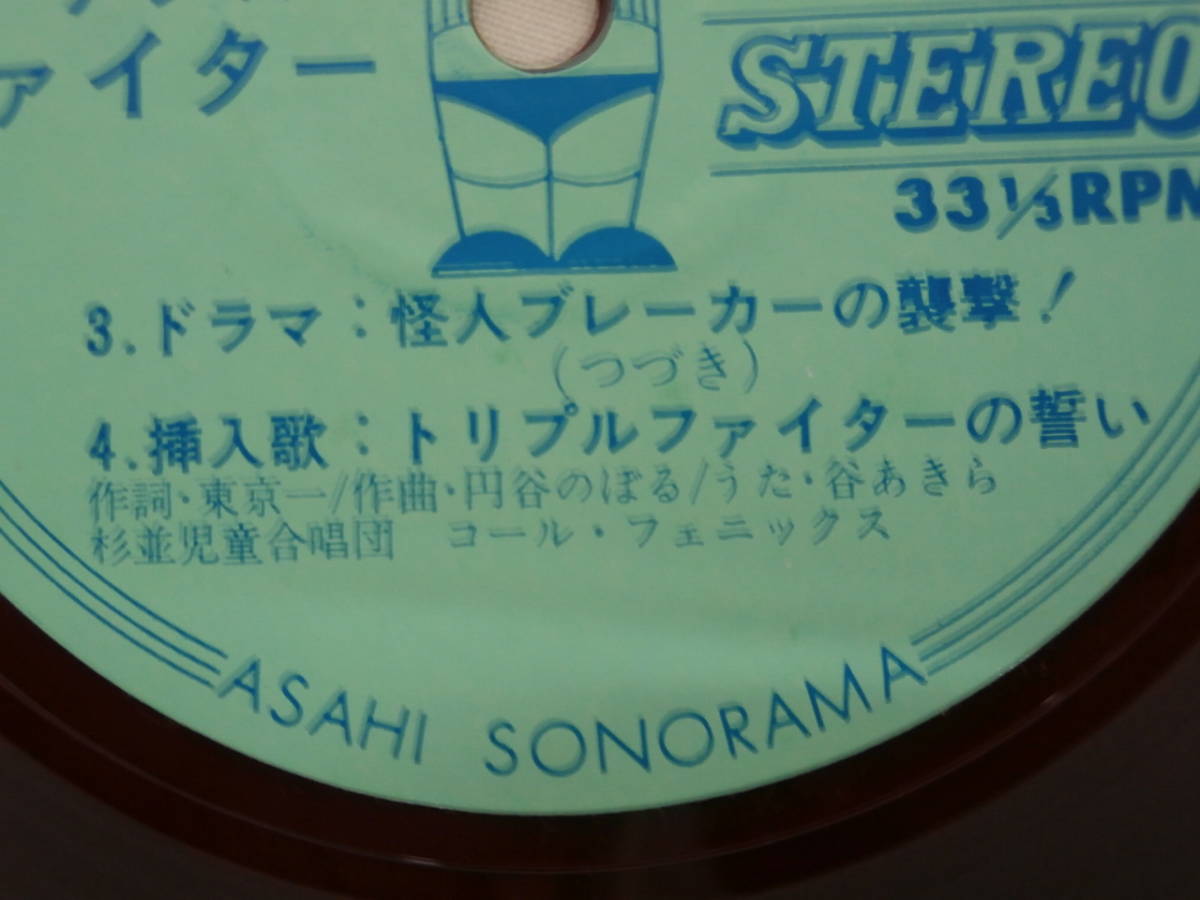 ァイター
STEREO
33⅓RPM
3.ドラマ:怪人ブレーカーの襲撃!
(つづき)
4.挿入歌:トリプルファイターの誓い
作詞・東京一/作曲・円谷のぼる/うた・谷あきら
杉並児童合唱団 コール・フェニックス
ASAHI SONORAMA